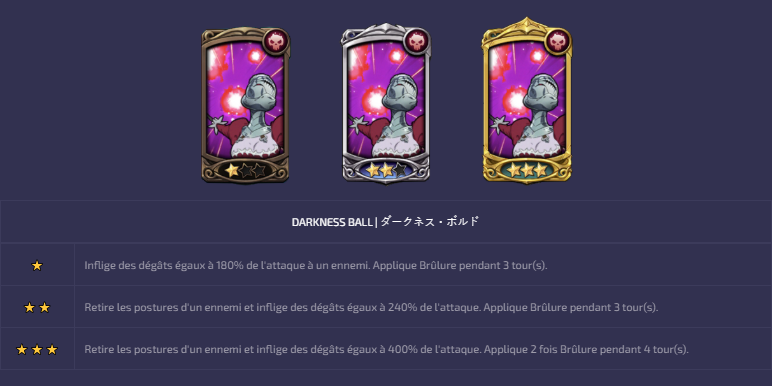 DARKNESS BALL | ダークネス・ボルド
Inflige des dégâts égaux à 180% de l'attaque à un ennemi. Applique Brûlure pendant 3 tour(s).
Retire les postures d'un ennemi et inflige des dégâts égaux à 240% de l'attaque. Applique Brûlure pendant 3 tour(s).
Retire les postures d'un ennemi et inflige des dégâts égaux à 400% de l'attaque. Applique 2 fois Brûlure pendant 4 tour(s).